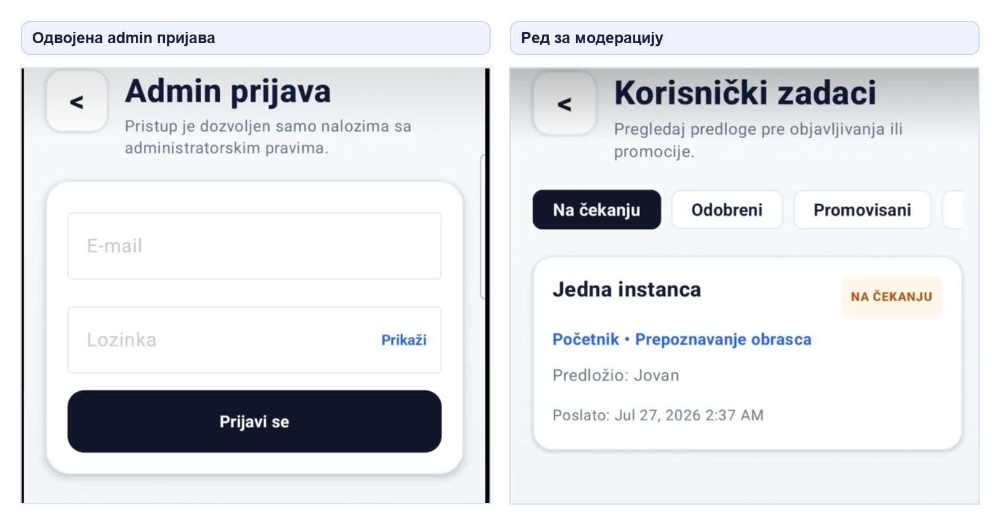 Одвојена admin пријава
<
Admin prijava
Pristup je dozvoljen samo nalozima sa
administratorskim pravima.
E-mail
Lozinka
Prikaži
Prijavi se
Ред за модерацију
<
Korisnički zadaci
Pregledaj predloge pre objavljivanja ili
promocije.
Na čekanju
Odobreni
Promovisani
Jedna instanca
NA ČEKANJU
Početnik • Prepoznavanje obrasca
Predložio: Jovan
Poslato: Jul 27, 2026 2:37 AM